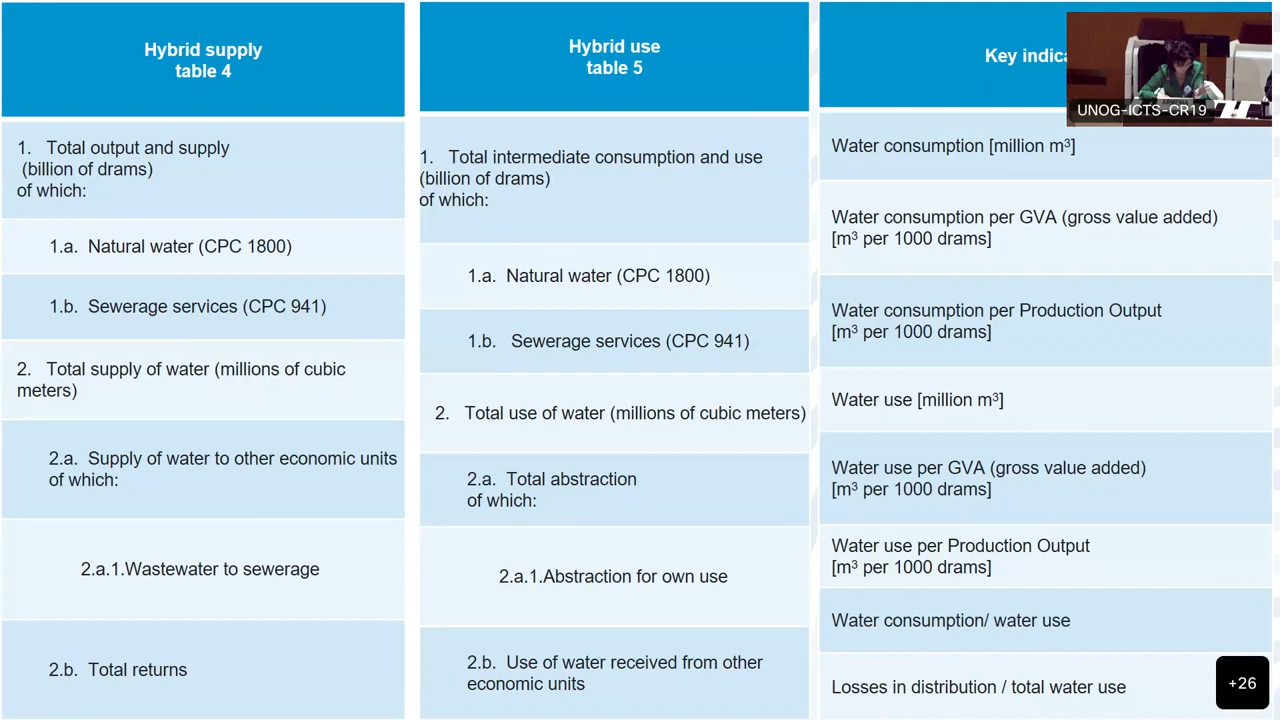 Hybrid supply
table 4
1. Total output and supply
(billion of drams)
of which:
1.a. Natural water (CPC 1800)
1.b. Sewerage services (CPC 941)
2. Total supply of water (millions of cubic
meters)
2.a. Supply of water to other economic units
of which:
2.a.1.Wastewater to sewerage
2.b. Total returns
Hybrid use
table 5
1. Total intermediate consumption and use
(billion of drams)
of which:
1.a. Natural water (CPC 1800)
1.b. Sewerage services (CPC 941)
2. Total use of water (millions of cubic meters)
2.a. Total abstraction
of which:
2.a.1.Abstraction for own use
2.b. Use of water received from other
economic units
Key
UNOG-ICTS-CR19
Water consumption [million m³]
Water consumption per GVA (gross value added)
[m³ per 1000 drams]
Water consumption per Production Output
[m³ per 1000 drams]
Water use [million m³]
Water use per GVA (gross value added)
[m³ per 1000 drams]
Water use per Production Output
[m³ per 1000 drams]
Water consumption/ water use
Losses in distribution / total water use
+26